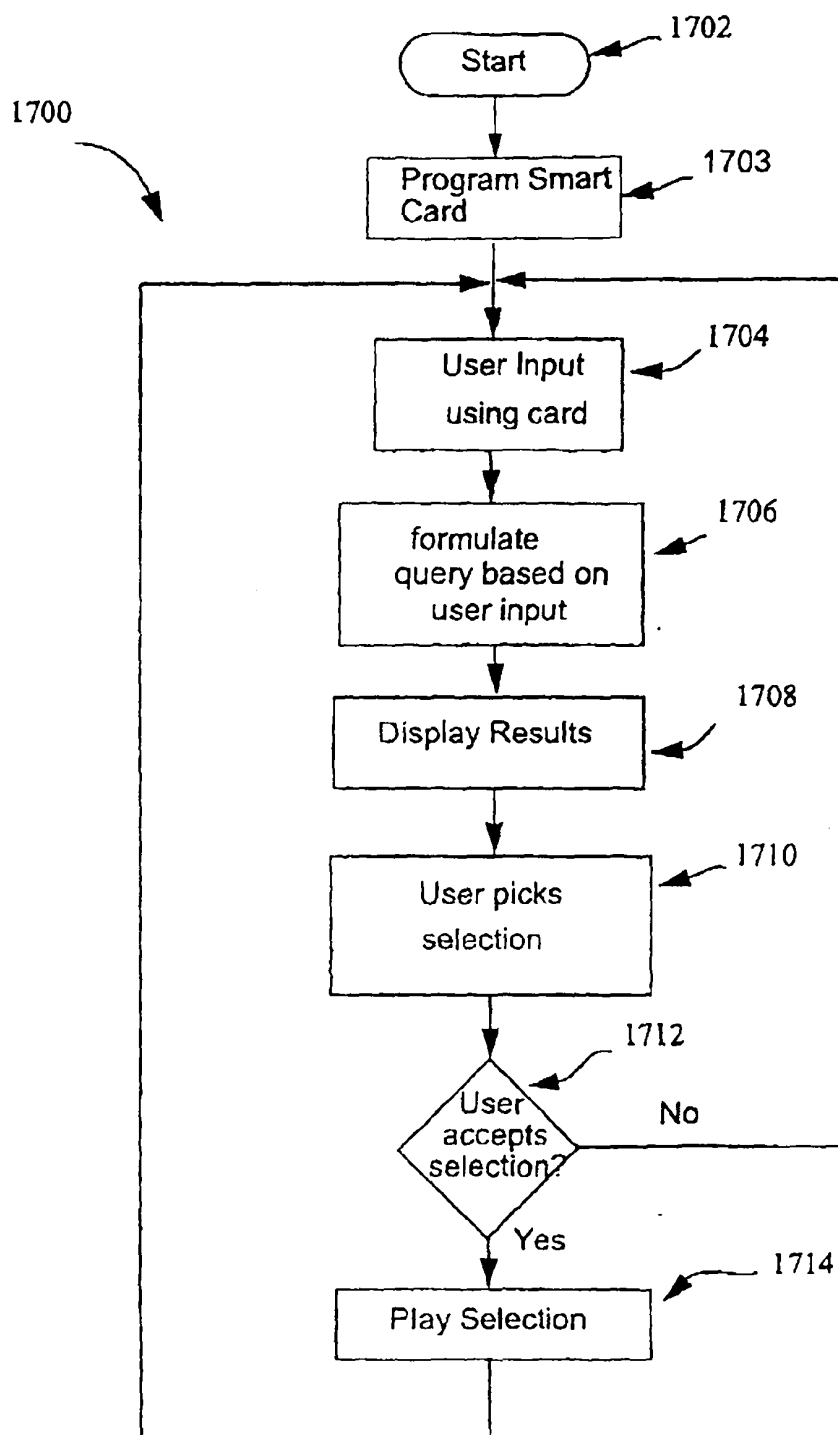 1702
Start
1700
1703
Program Smart
Card
1704
User Input
using card
1706
formulate
query based on
user input
1708
Display Results
1710
User picks
selection
1712
User
accepts
selection?
No
Yes
1714
Play Selection